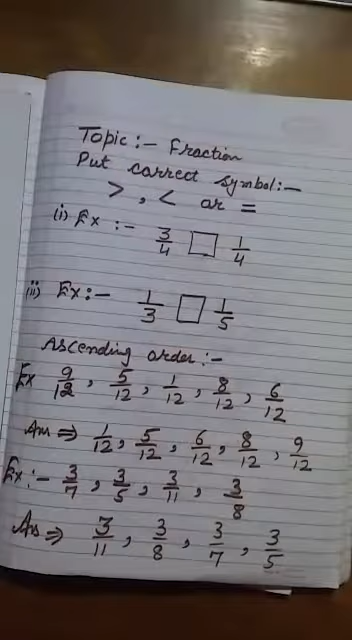 Topic:- Fraction
Put correct symbol:-
> , < or =
(i) Ex :- 3/4 □ 1/4
(ii) Ex:- 1/3 □ 1/5
Ascending order:-
Ex 9/12, 5/12, 1/12, 8/12, 6/12
Ans ⇒ 1/12, 5/12, 6/12, 8/12, 9/12
Ex:- 3/7, 3/5, 3/11, 3/8
As ⇒ 3/11, 3/8, 3/7, 3/5